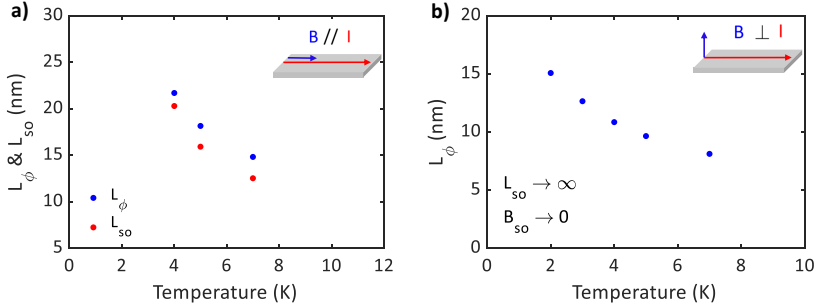 a)
B // I
30
25
20
15
10
5
L_ϕ & L_so (nm)
L_ϕ
L_so
0 2 4 6 8 10 12
Temperature (K)
b)
B ⊥ I
20
15
10
5
0
L_ϕ (nm)
L_so → ∞
B_so → 0
0 2 4 6 8 10
Temperature (K)